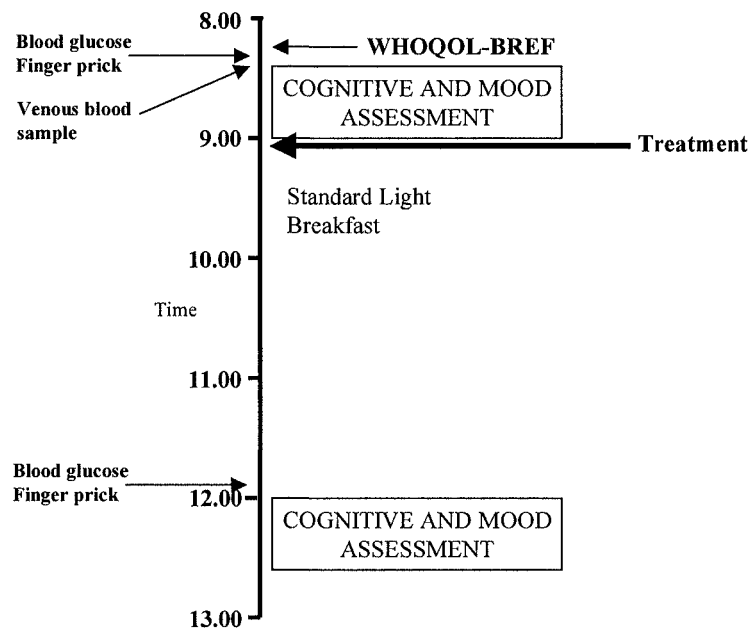 8.00
Blood glucose
Finger prick
WHOQOL-BREF
Venous blood
sample
COGNITIVE AND MOOD
ASSESSMENT
9.00
Treatment
Standard Light
Breakfast
10.00
Time
11.00
Blood glucose
Finger prick
12.00
COGNITIVE AND MOOD
ASSESSMENT
13.00